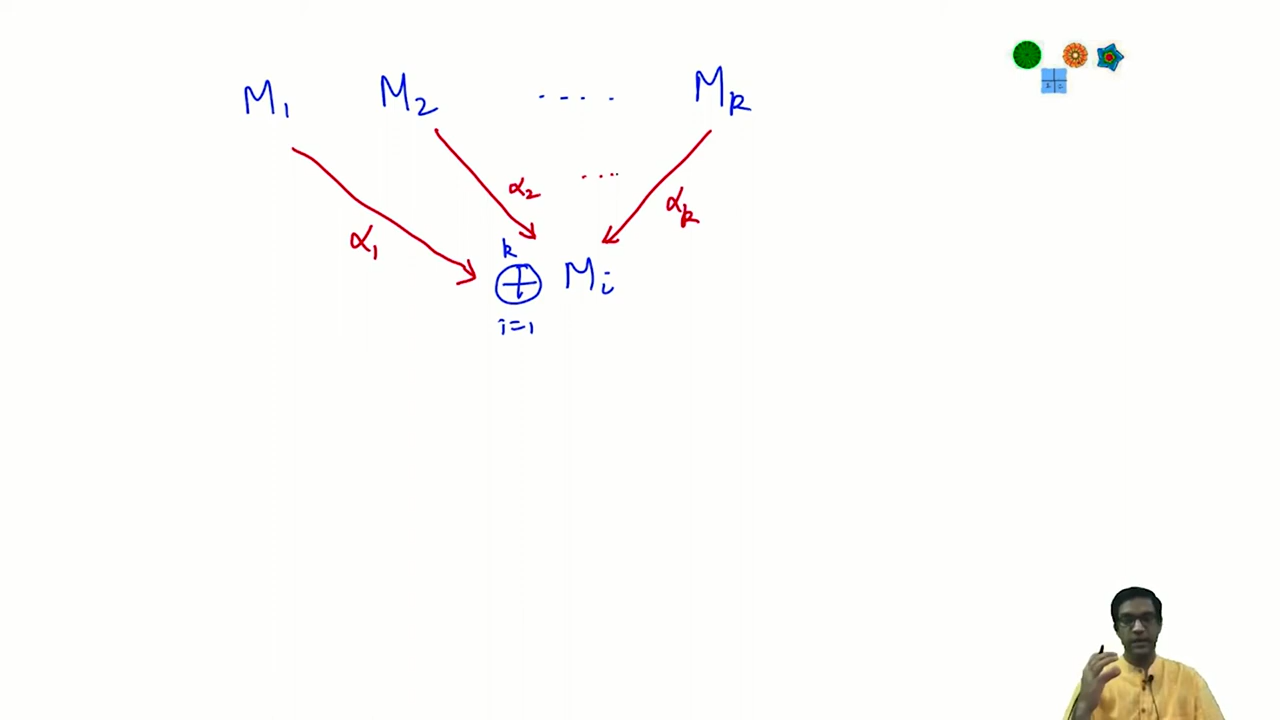 M₁ M₂ .... Mₖ
α₂ ....
αₖ
α₁
k
⊕ Mᵢ
i=1